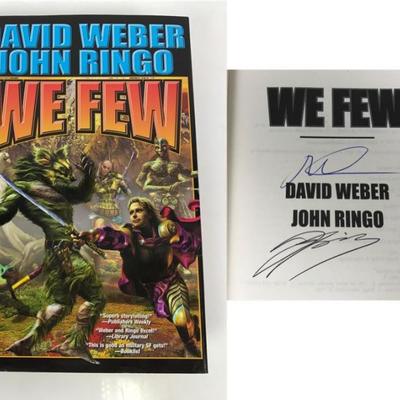 DAVID WEBER
JOHN RINGO
WE FEW
"Superb storytelling!"
—Publishers Weekly
"Weber and Ringo Excel!"
—Library Journal
"This is good as military SF gets!"
—Booklist
WE FEW
DAVID WEBER
JOHN RINGO